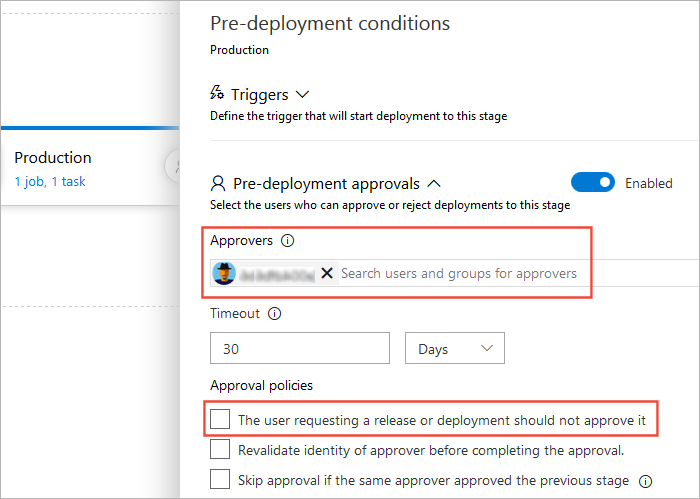 Pre-deployment conditions
Production
Triggers
Define the trigger that will start deployment to this stage
Production
1 job, 1 task
Pre-deployment approvals
Enabled
Select the users who can approve or reject deployments to this stage
Approvers
Search users and groups for approvers
Timeout
30 Days
Approval policies
The user requesting a release or deployment should not approve it
Revalidate identity of approver before completing the approval.
Skip approval if the same approver approved the previous stage